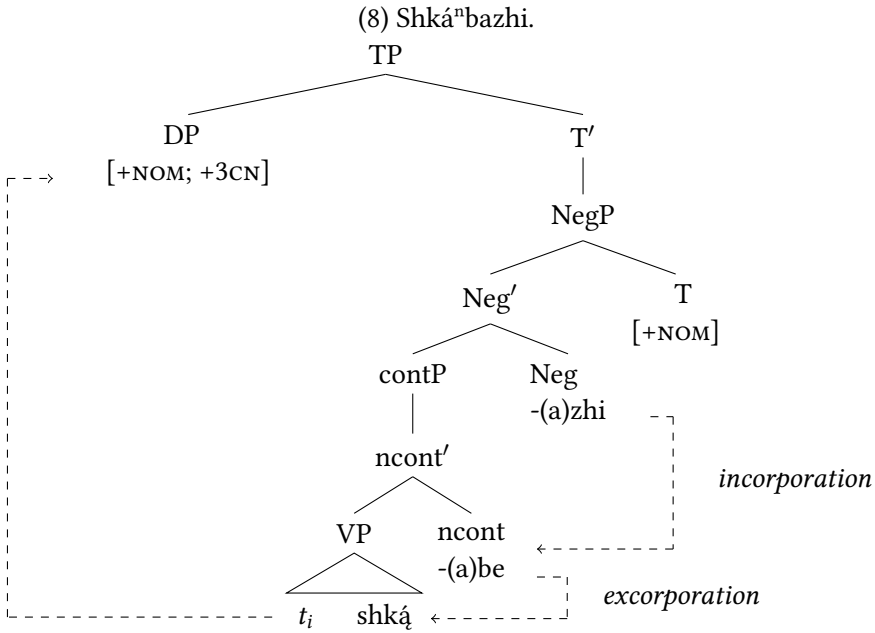 (8) Shkáⁿbazhi.
TP
DP T′
[+NOM; +3CN]
NegP
Neg′ T
[+NOM]
contP Neg
-(a)zhi
ncont′
incorporation
VP ncont
-(a)be
excorporation
tᵢ shką́